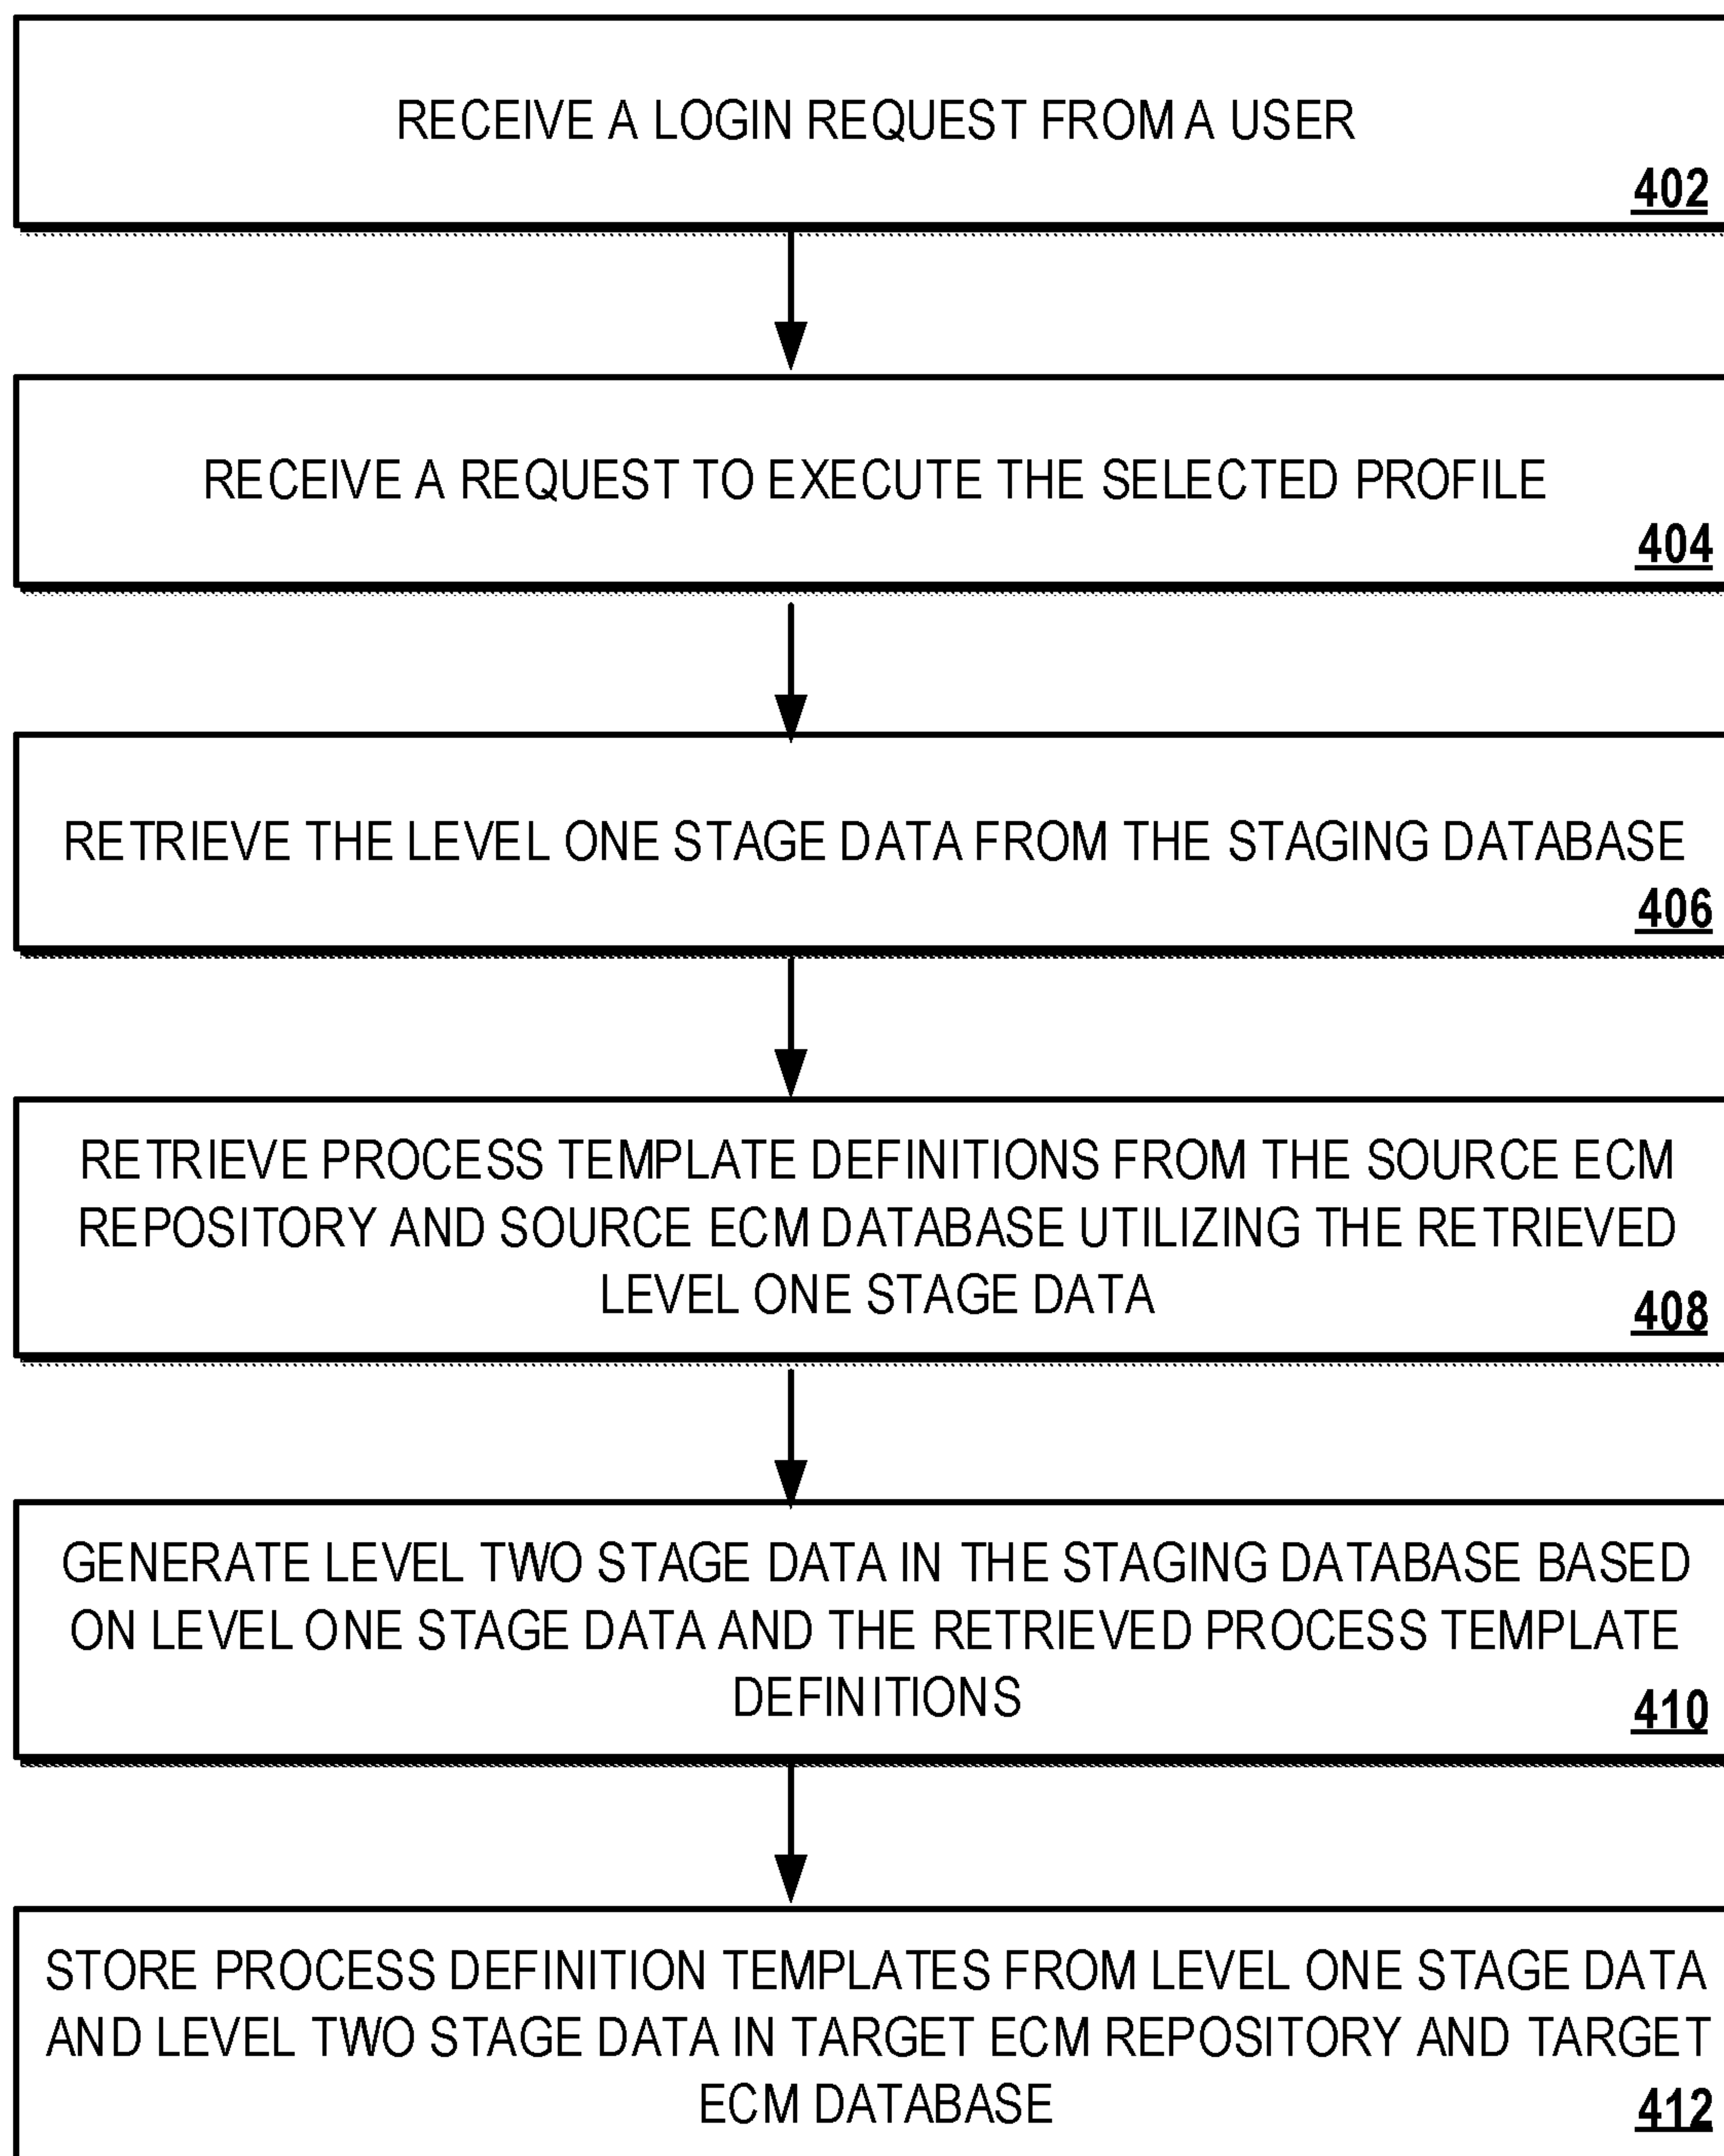 RECEIVE A LOGIN REQUEST FROM A USER
402
RECEIVE A REQUEST TO EXECUTE THE SELECTED PROFILE
404
RETRIEVE THE LEVEL ONE STAGE DATA FROM THE STAGING DATABASE
406
RETRIEVE PROCESS TEMPLATE DEFINITIONS FROM THE SOURCE ECM
REPOSITORY AND SOURCE ECM DATABASE UTILIZING THE RETRIEVED
LEVEL ONE STAGE DATA
408
GENERATE LEVEL TWO STAGE DATA IN THE STAGING DATABASE BASED
ON LEVEL ONE STAGE DATA AND THE RETRIEVED PROCESS TEMPLATE
DEFINITIONS
410
STORE PROCESS DEFINITION TEMPLATES FROM LEVEL ONE STAGE DATA
AND LEVEL TWO STAGE DATA IN TARGET ECM REPOSITORY AND TARGET
ECM DATABASE
412